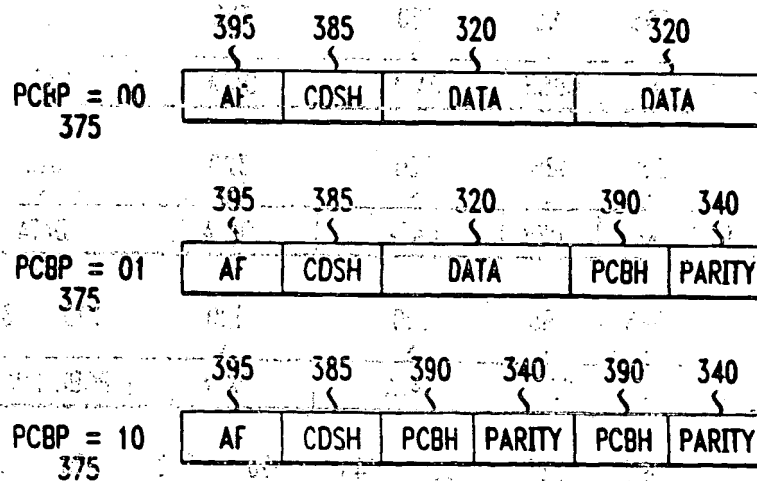 395 385 320 320
PCBP = 00 AF CDSH DATA DATA
375
395 385 320 390 340
PCBP = 01 AF CDSH DATA PCBH PARITY
375
395 385 390 340 390 340
PCBP = 10 AF CDSH PCBH PARITY PCBH PARITY
375